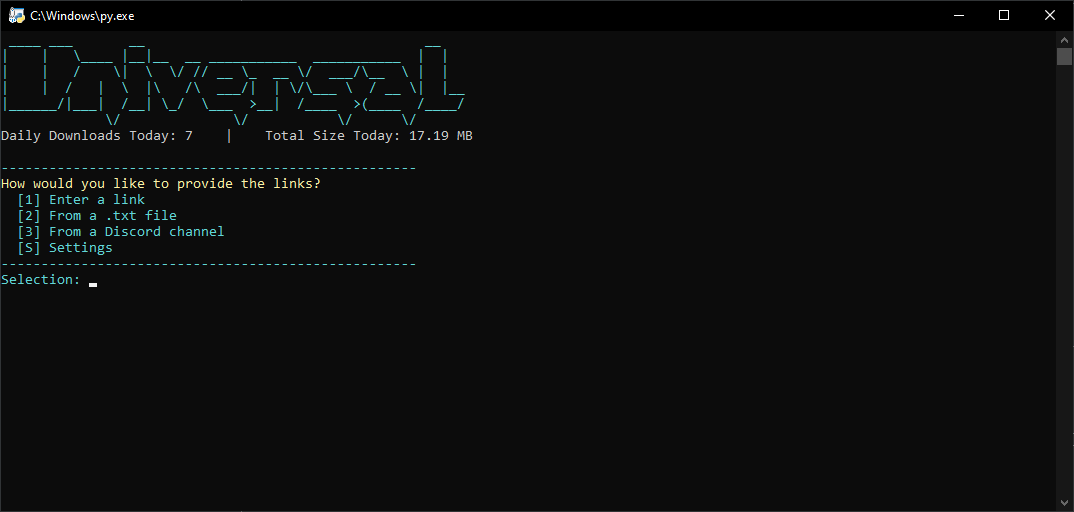 C:\Windows\py.exe
Universal
Daily Downloads Today: 7    |    Total Size Today: 17.19 MB
----------------------------------------------------
How would you like to provide the links?
[1] Enter a link
[2] From a .txt file
[3] From a Discord channel
[S] Settings
----------------------------------------------------
Selection: